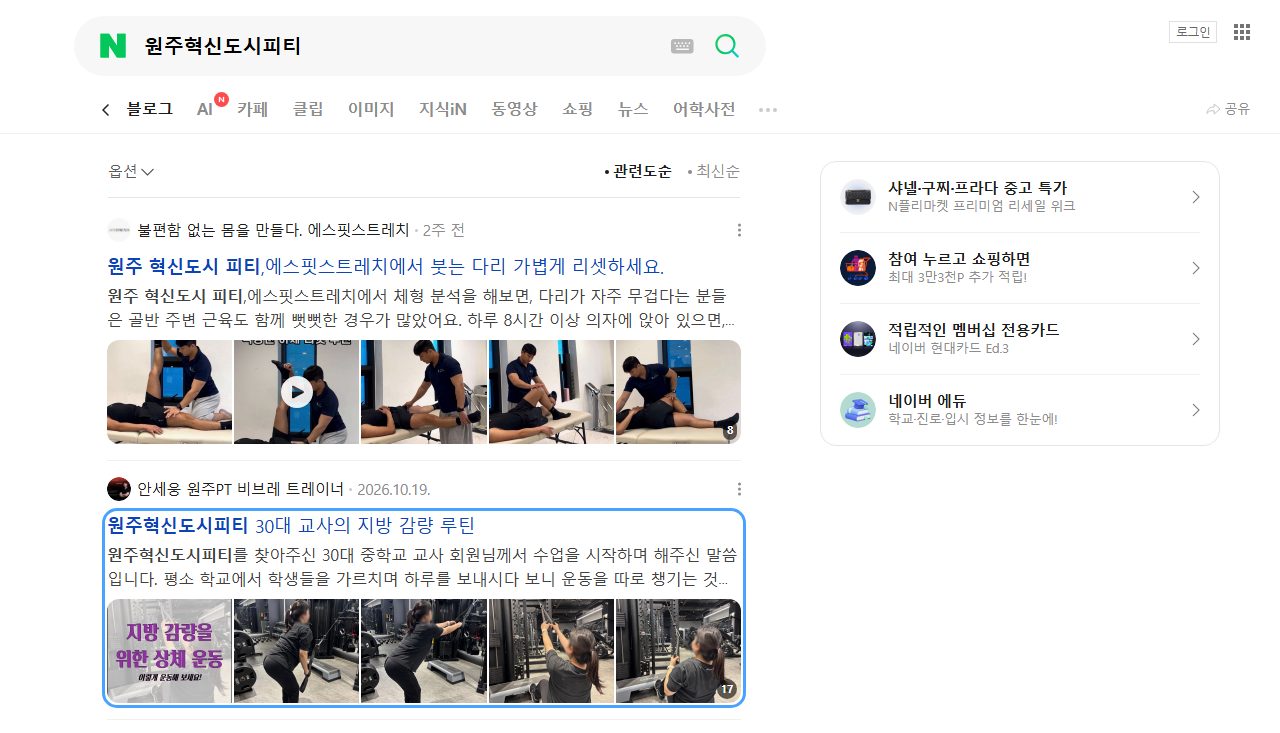 원주혁신도시피티
로그인
블로그
AI
N
카페
클립
이미지
지식iN
동영상
쇼핑
뉴스
어학사전
공유
옵션
• 관련도순
• 최신순
불편함 없는 몸을 만들다. 에스핏스트레치 · 2주 전
원주 혁신도시 피티,에스핏스트레치에서 붓는 다리 가볍게 리셋하세요.
원주 혁신도시 피티,에스핏스트레치에서 체형 분석을 해보면, 다리가 자주 무겁다는 분들
은 골반 주변 근육도 함께 뻣뻣한 경우가 많았어요. 하루 8시간 이상 의자에 앉아 있으면,...
8
안세웅 원주PT 비브레 트레이너 · 2026.10.19.
원주혁신도시피티 30대 교사의 지방 감량 루틴
원주혁신도시피티를 찾아주신 30대 중학교 교사 회원님께서 수업을 시작하며 해주신 말씀
입니다. 평소 학교에서 학생들을 가르치며 하루를 보내시다 보니 운동을 따로 챙기는 것...
지방 감량을
위한 상체 운동
이렇게 운동해 보세요!
17
샤넬·구찌·프라다 중고 특가
N플리마켓 프리미엄 리세일 위크
참여 누르고 쇼핑하면
최대 3만3천P 추가 적립!
적립적인 멤버십 전용카드
네이버 현대카드 Ed.3
네이버 에듀
학교·진로·입시 정보를 한눈에!